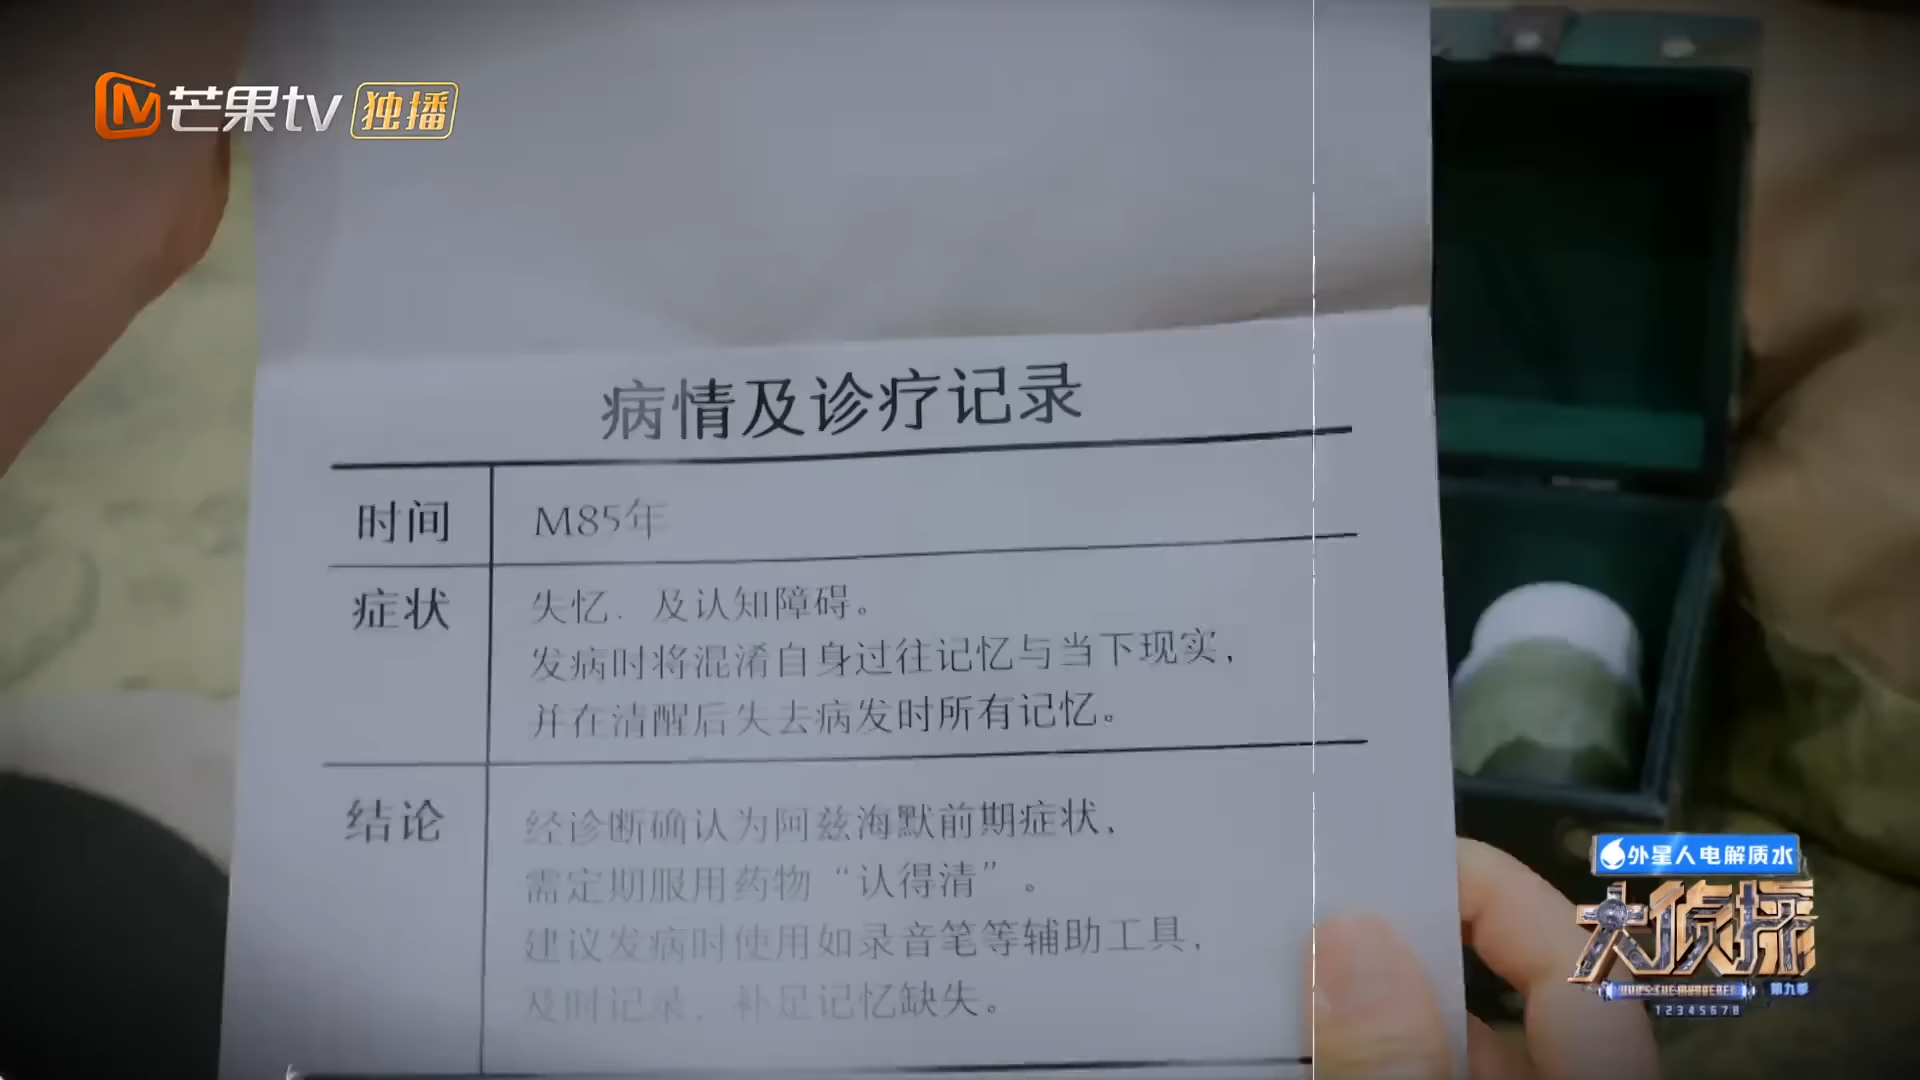 芒果tv 独播
病情及诊疗记录
时间 M85年
症状 失忆．及认知障碍。
发病时将混淆自身过往记忆与当下现实，
并在清醒后失去病发时所有记忆。
结论 经诊断确认为阿兹海默前期症状，
需定期服用药物“认得清”。
建议发病时使用如录音笔等辅助工具，
及时记录，补足记忆缺失。
外星人电解质水
大侦探
第九季
12345678